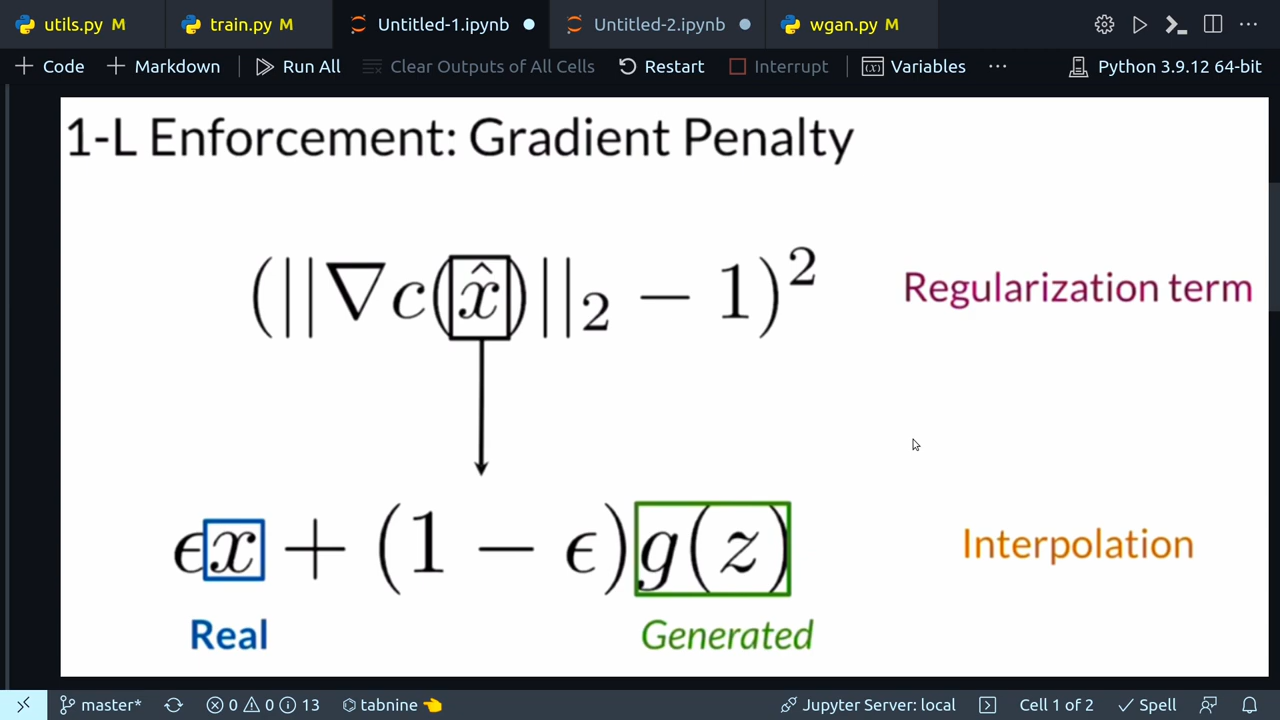 utils.py M train.py M Untitled-1.ipynb Untitled-2.ipynb wgan.py M
Code Markdown Run All Clear Outputs of All Cells Restart Interrupt (x) Variables ... Python 3.9.12 64-bit
1-L Enforcement: Gradient Penalty
(||∇c(x̂)||₂ − 1)² Regularization term
ϵx + (1 − ϵ)g(z) Interpolation
Real Generated
master* 0 0 13 tabnine Jupyter Server: local Cell 1 of 2 Spell